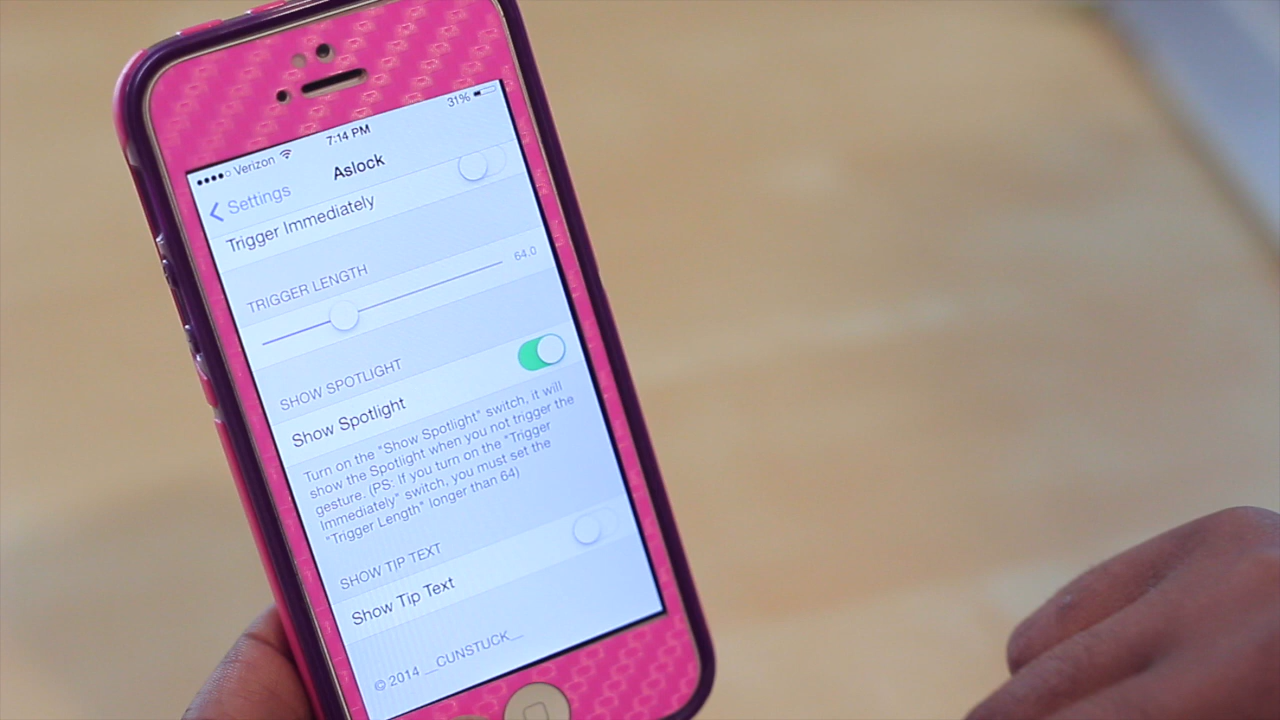 Verizon 7:14 PM 31%
Settings Aslock
Trigger Immediately
TRIGGER LENGTH
64.0
SHOW SPOTLIGHT
Show Spotlight
Turn on the “Show Spotlight” switch, it will
show the Spotlight when you not trigger the
gesture. (PS: If you turn on the “Trigger
Immediately” switch, you must set the
“Trigger Length” longer than 64)
SHOW TIP TEXT
Show Tip Text
© 2014 __CUNSTUCK__